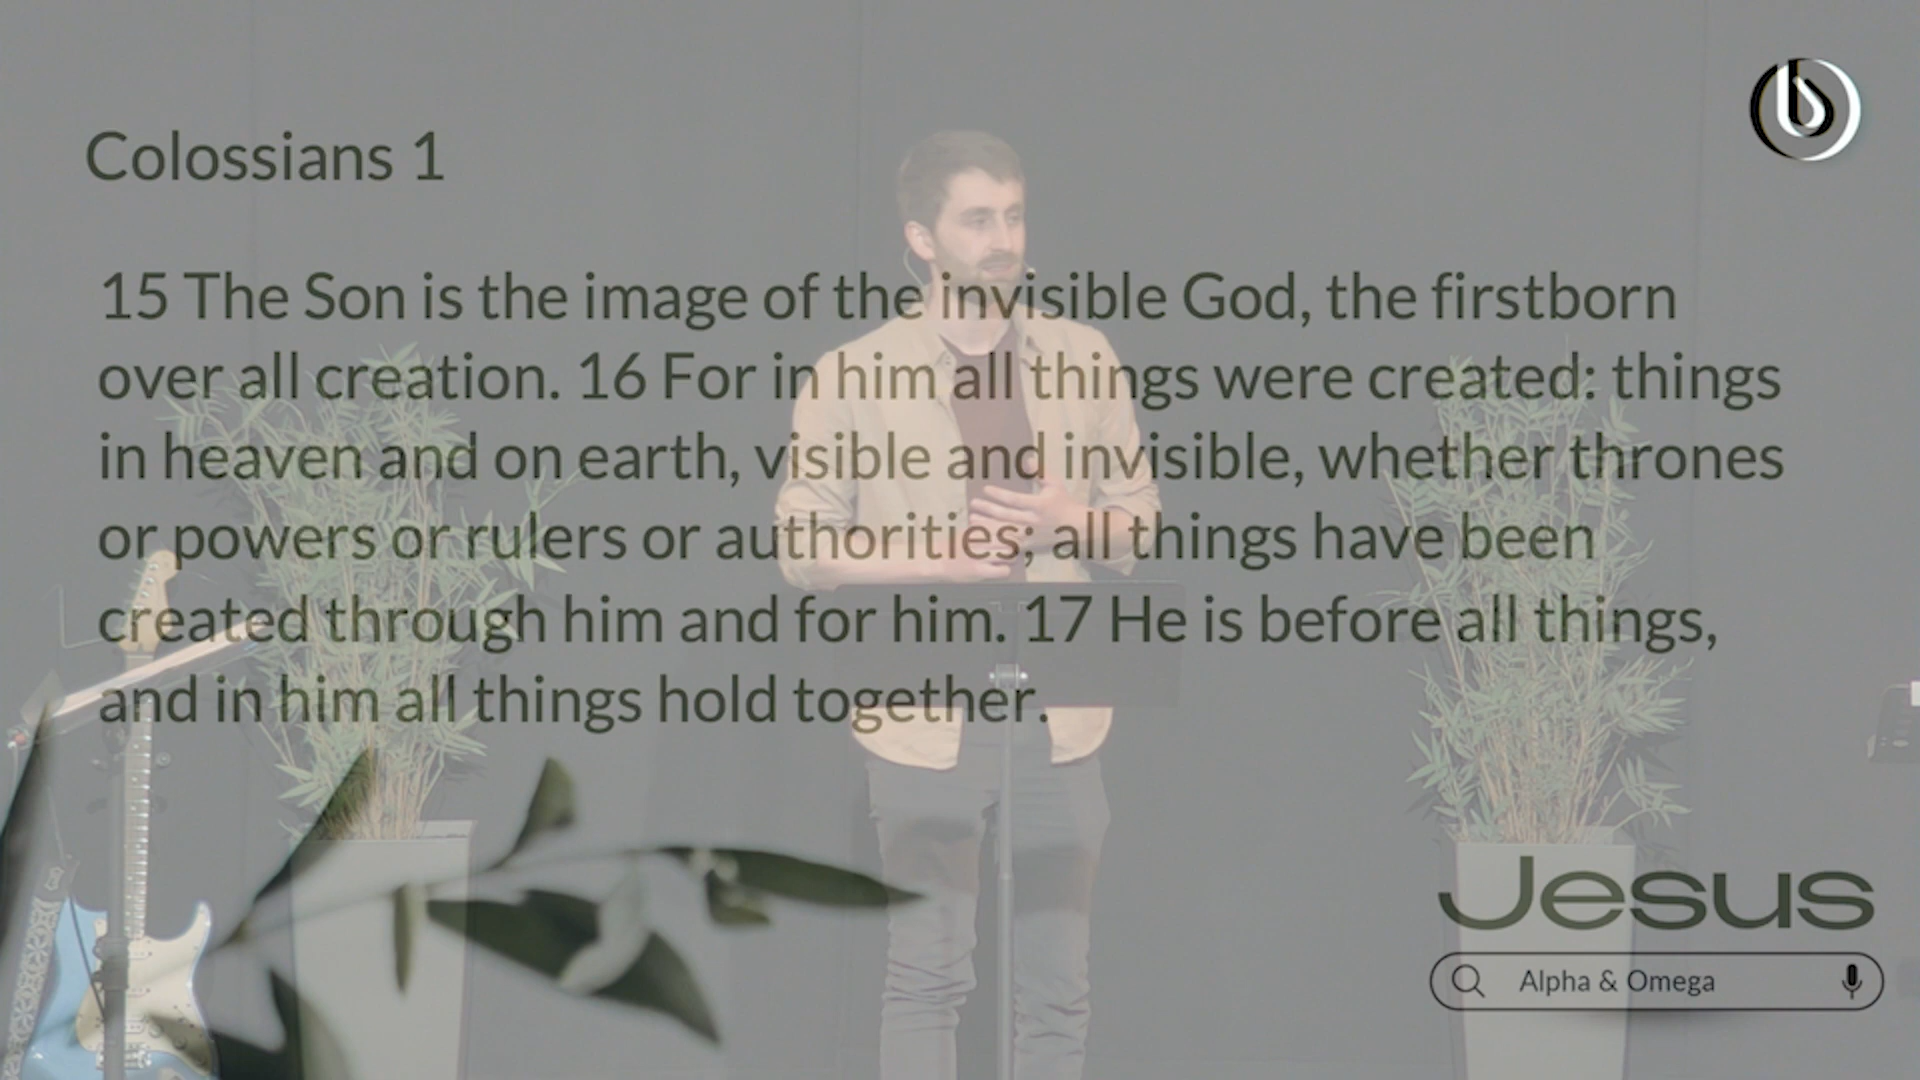 Colossians 1
15 The Son is the image of the invisible God, the firstborn
over all creation. 16 For in him all things were created: things
in heaven and on earth, visible and invisible, whether thrones
or powers or rulers or authorities; all things have been
created through him and for him. 17 He is before all things,
and in him all things hold together.
Jesus
Alpha & Omega